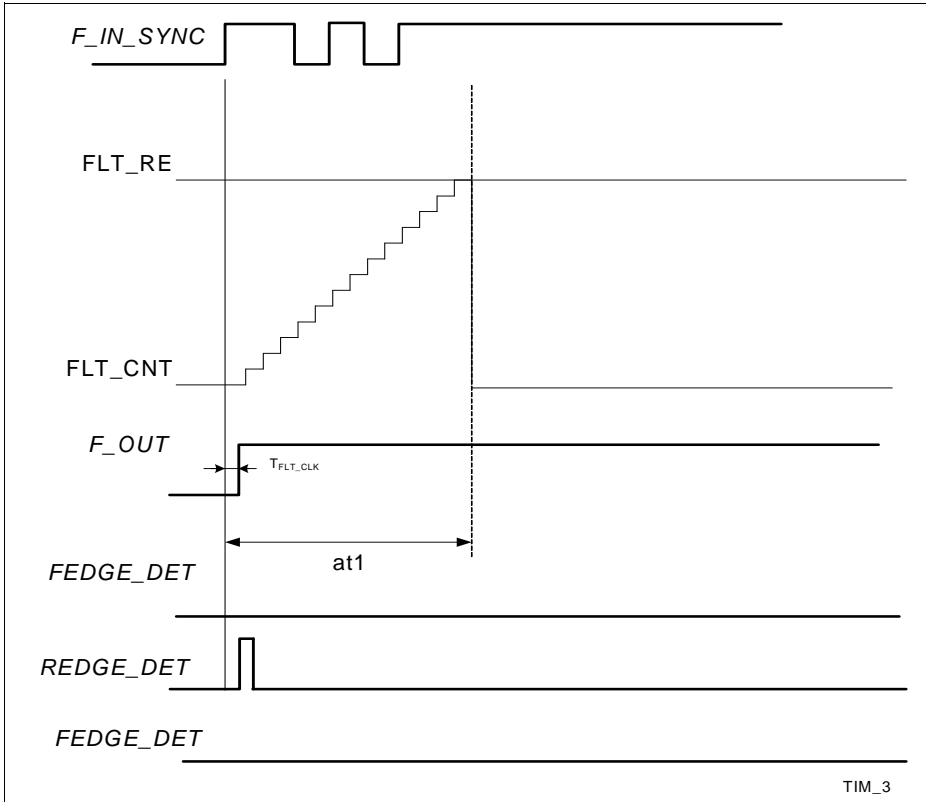 F_IN_SYNC
FLT_RE
FLT_CNT
F_OUT
TFLT_CLK
at1
FEDGE_DET
REDGE_DET
FEDGE_DET
TIM_3